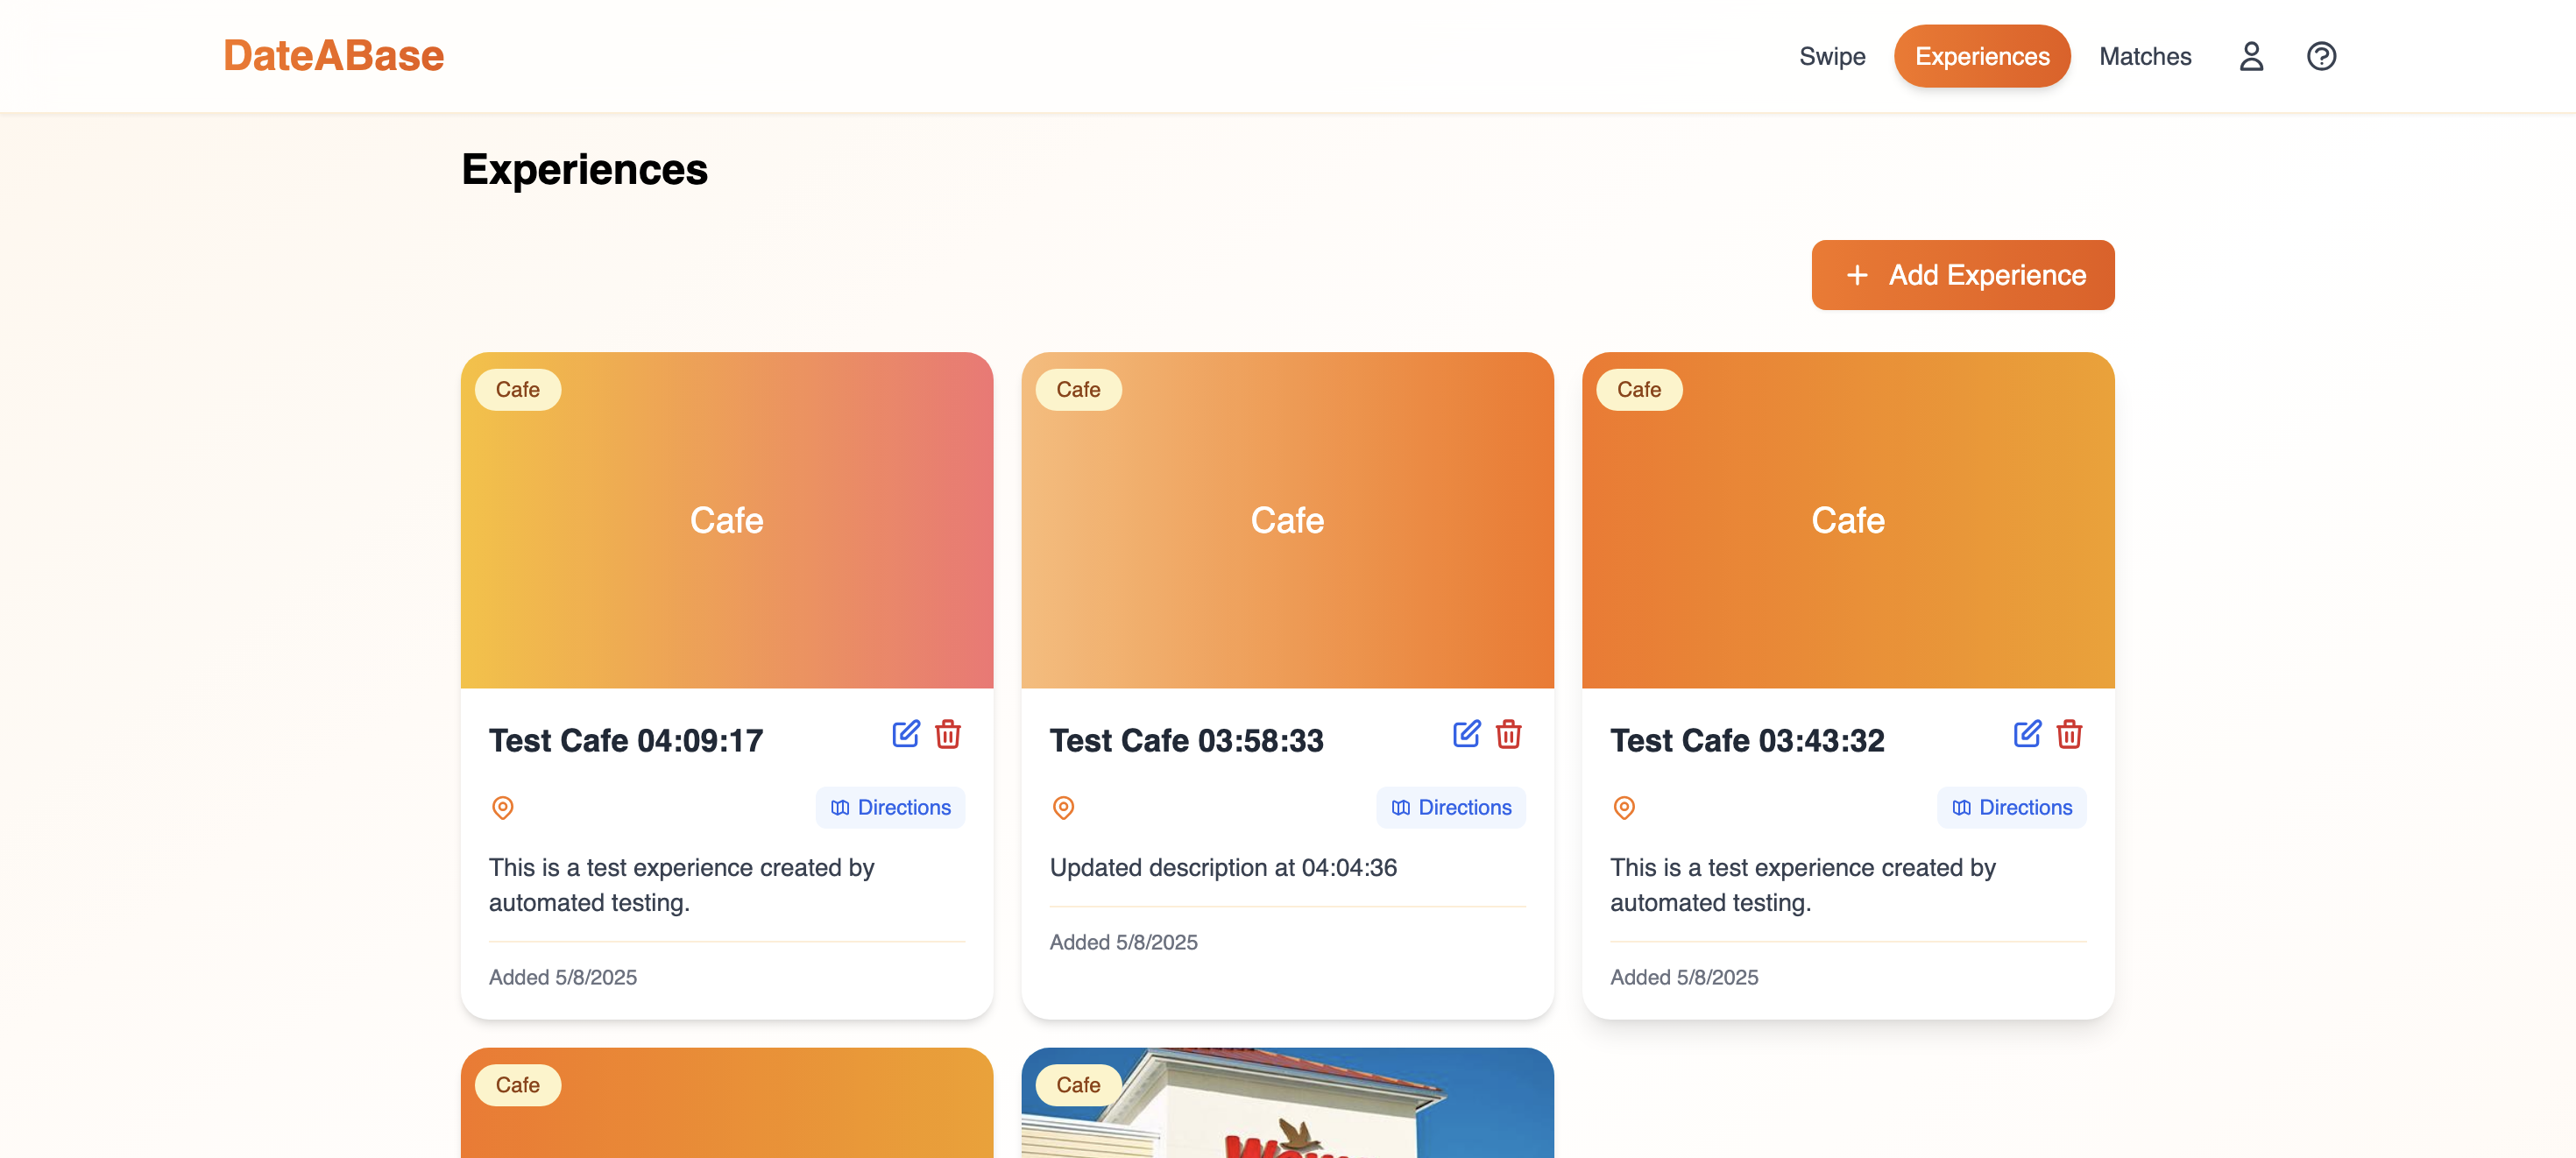 DateABase
Swipe
Experiences
Matches
Experiences
+ Add Experience
Cafe
Cafe
Test Cafe 04:09:17
Directions
This is a test experience created by
automated testing.
Added 5/8/2025
Cafe
Cafe
Test Cafe 03:58:33
Directions
Updated description at 04:04:36
Added 5/8/2025
Cafe
Cafe
Test Cafe 03:43:32
Directions
This is a test experience created by
automated testing.
Added 5/8/2025
Cafe
Cafe